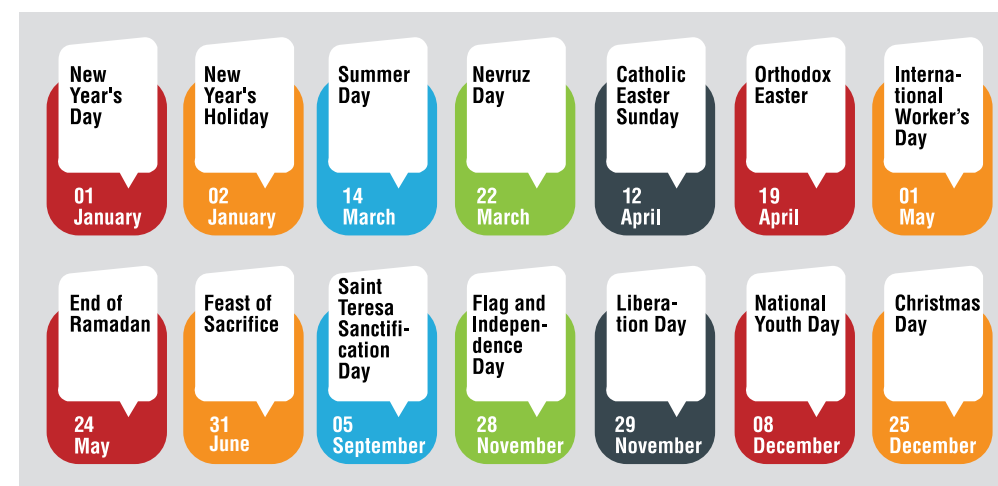 New
Year's
Day
01
January
New
Year's
Holiday
02
January
Summer
Day
14
March
Nevruz
Day
22
March
Catholic
Easter
Sunday
12
April
Orthodox
Easter
19
April
Interna-
tional
Worker’s
Day
01
May
End of
Ramadan
24
May
Feast of
Sacrifice
31
June
Saint
Teresa
Sanctifi-
cation
Day
05
September
Flag and
Indepen-
dence
Day
28
November
Libera-
tion Day
29
November
National
Youth Day
08
December
Christmas
Day
25
December